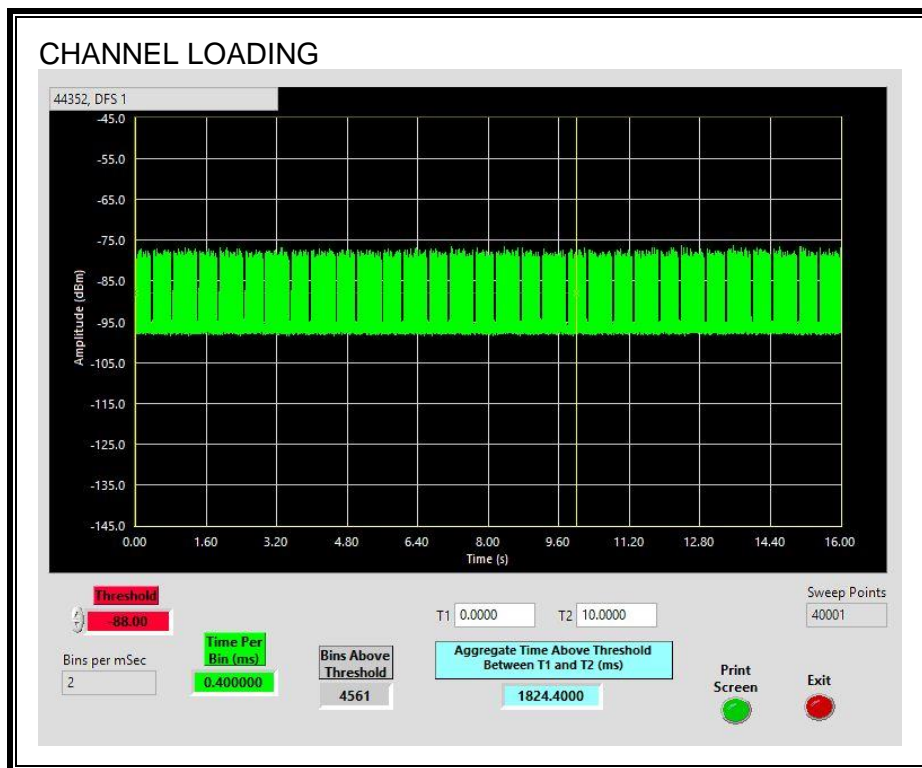 CHANNEL LOADING
44352, DFS 1
-45.0
-55.0
-65.0
-75.0
-85.0
-95.0
-105.0
-115.0
-125.0
-135.0
-145.0
Amplitude (dBm)
0.00 1.60 3.20 4.80 6.40 8.00 9.60 11.20 12.80 14.40 16.00
Time (s)
Threshold
-88.00
Bins per mSec
2
Time Per
Bin (ms)
0.400000
Bins Above
Threshold
4561
T1 0.0000 T2 10.0000
Aggregate Time Above Threshold
Between T1 and T2 (ms)
1824.4000
Sweep Points
40001
Print
Screen
Exit